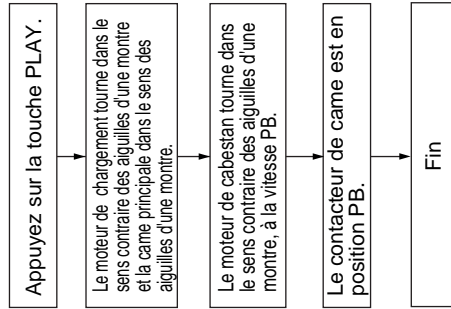 Appuyez sur la touche PLAY.
Le moteur de chargement tourne dans le
sens contraire des aiguilles d'une montre
et la came principale dans le sens des
aiguilles d'une montre.
Le moteur de cabestan tourne dans
le sens contraire des aiguilles d'une
montre, à la vitesse PB.
Le contacteur de came est en
position PB.
Fin